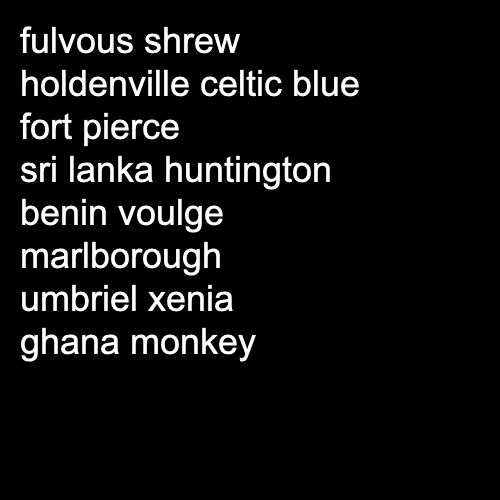 fulvous shrew
holdenville celtic blue
fort pierce
sri lanka huntington
benin voulge
marlborough
umbriel xenia
ghana monkey